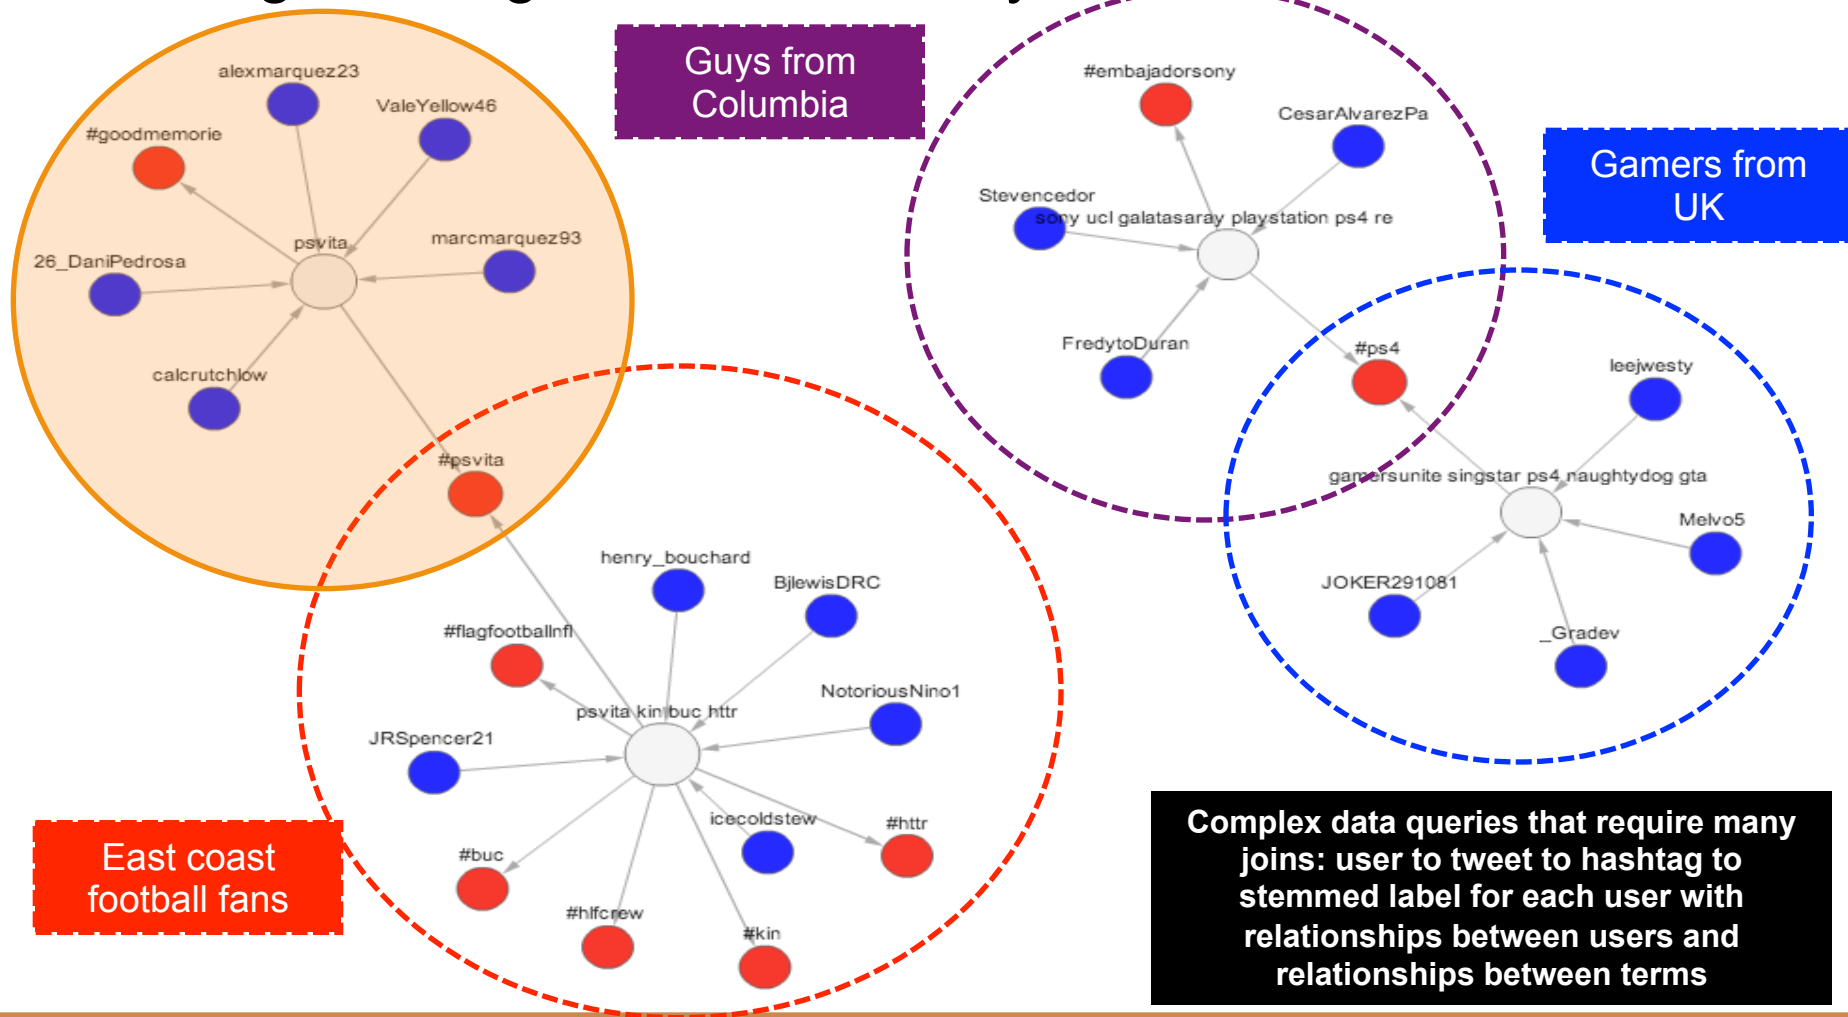 alexmarquez23
ValeYellow46
#goodmemorie
psvita
marcmarquez93
26_DaniPedrosa
calcrutchlow
#psvita
Guys from
Columbia
#embajadorsony
CesarAlvarezPa
Stevencedor
sony ucl galatasaray playstation ps4 re
FredytoDuran
#ps4
Gamers from
UK
leejwesty
gamersunite singstar ps4 naughtydog gta
Melvo5
JOKER291081
_Gradev
henry_bouchard
BjlewisDRC
#flagfootballnfl
NotoriousNino1
psvita kin buc httr
JRSpencer21
icecoldstew
#httr
#buc
#hlfcrew
#kin
East coast
football fans
Complex data queries that require many
joins: user to tweet to hashtag to
stemmed label for each user with
relationships between users and
relationships between terms